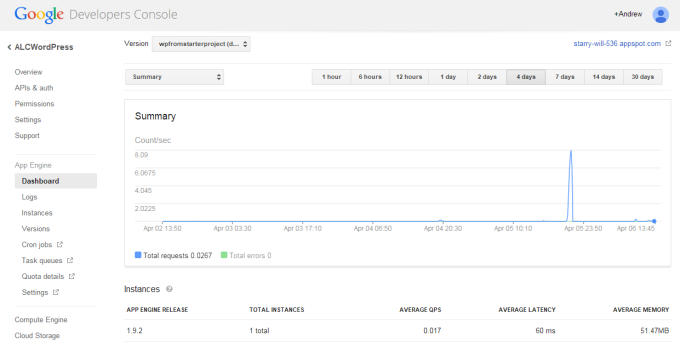 Google Developers Console
+Andrew
ALCWordPress
Version wpfromstarterproject (d...
starry-will-536.appspot.com
Overview
APIs & auth
Permissions
Settings
Support
App Engine
Dashboard
Logs
Instances
Versions
Cron jobs
Task queues
Quota details
Settings
Compute Engine
Cloud Storage
Summary
1 hour 6 hours 12 hours 1 day 2 days 4 days 7 days 14 days 30 days
Summary
Count/sec
8.09
6.0675
4.045
2.0225
Apr 02 13:50 Apr 03 03:30 Apr 03 17:10 Apr 04 06:50 Apr 04 20:30 Apr 05 10:10 Apr 05 23:50 Apr 06 13:45
Total requests 0.0267 Total errors 0
Instances
APP ENGINE RELEASE TOTAL INSTANCES AVERAGE QPS AVERAGE LATENCY AVERAGE MEMORY
1.9.2 1 total 0.017 60 ms 51.47MB